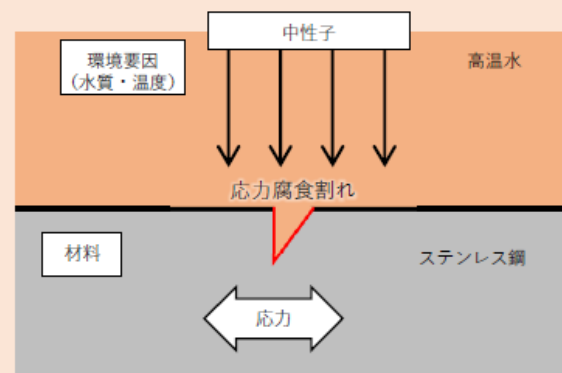 中性子
環境要因
（水質・温度）
高温水
応力腐食割れ
材料
ステンレス鋼
応力